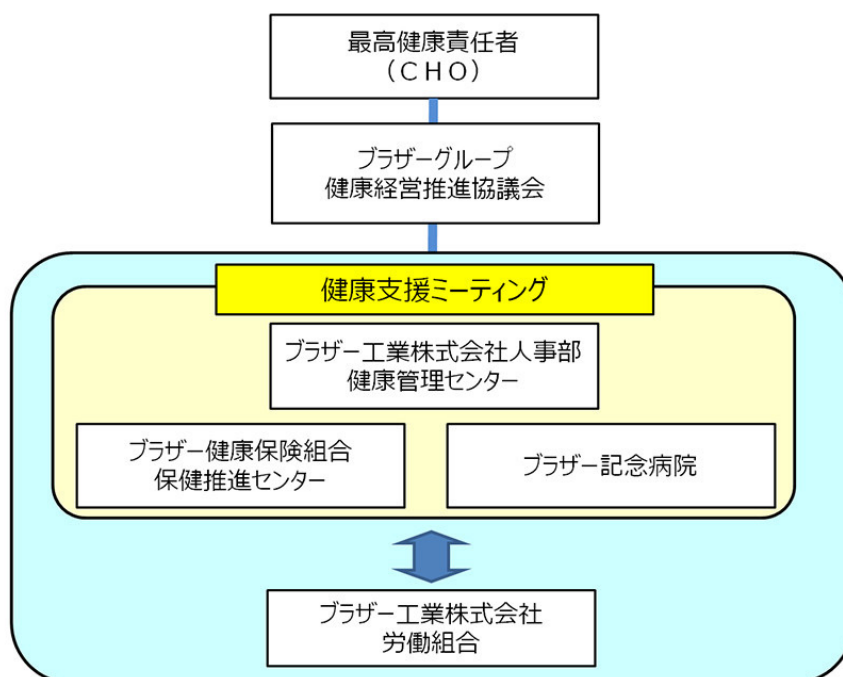 最高健康責任者
(CHO)
ブラザーグループ
健康経営推進協議会
健康支援ミーティング
ブラザー工業株式会社人事部
健康管理センター
ブラザー健康保険組合
保健推進センター
ブラザー記念病院
ブラザー工業株式会社
労働組合